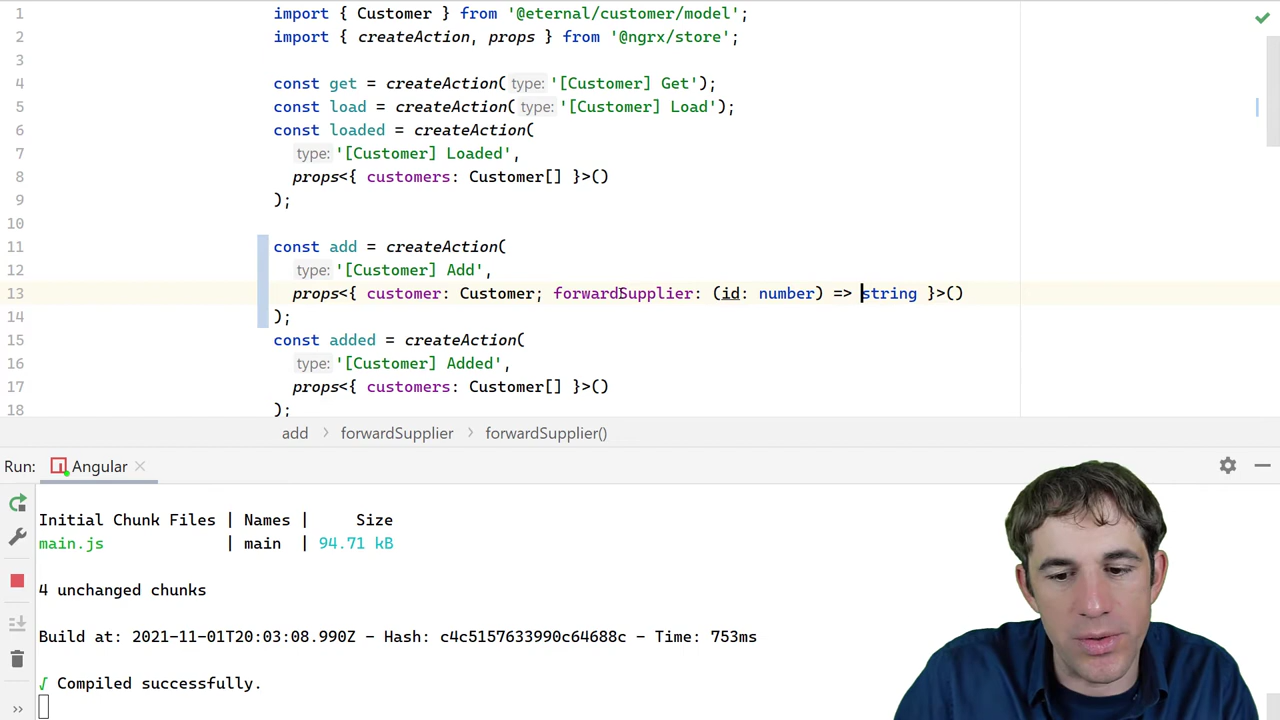 1 import { Customer } from '@eternal/customer/model';
2 import { createAction, props } from '@ngrx/store';
3
4 const get = createAction( type: '[Customer] Get');
5 const load = createAction( type: '[Customer] Load');
6 const loaded = createAction(
7 type: '[Customer] Loaded',
8 props<{ customers: Customer[] }>()
9 );
10
11 const add = createAction(
12 type: '[Customer] Add',
13 props<{ customer: Customer; forwardSupplier: (id: number) => string }>()
14 );
15 const added = createAction(
16 type: '[Customer] Added',
17 props<{ customers: Customer[] }>()
18 );
add > forwardSupplier > forwardSupplier()
Run: Angular
Initial Chunk Files | Names | Size
main.js | main | 94.71 kB
4 unchanged chunks
Build at: 2021-11-01T20:03:08.990Z - Hash: c4c5157633990c64688c - Time: 753ms
√ Compiled successfully.